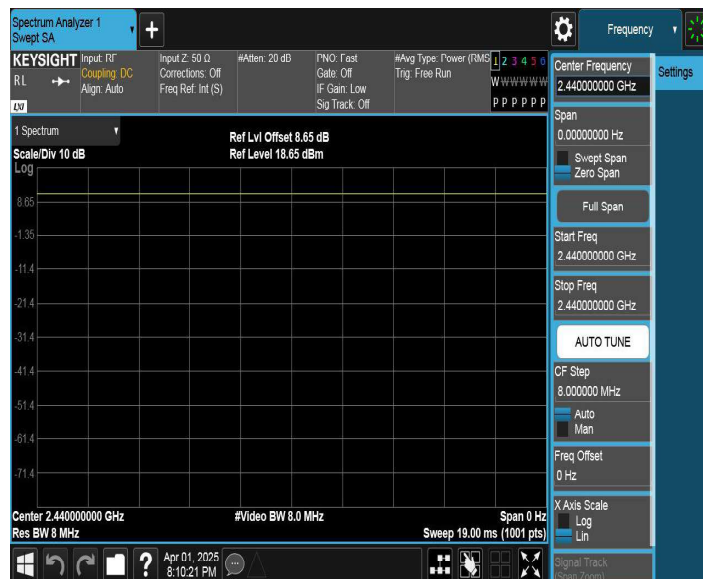 Spectrum Analyzer 1
Swept SA
+
Frequency
KEYSIGHT
RL
LXI
Input: RF
Coupling: DC
Align: Auto
Input Z: 50 Ω
Corrections: Off
Freq Ref: Int (S)
#Atten: 20 dB
PNO: Fast
Gate: Off
IF Gain: Low
Sig Track: Off
#Avg Type: Power (RMS
Trig: Free Run
1 2 3 4 5 6
W W W W W W
P P P P P P
Center Frequency
2.440000000 GHz
Settings
Span
0.00000000 Hz
Swept Span
Zero Span
Full Span
Start Freq
2.440000000 GHz
Stop Freq
2.440000000 GHz
AUTO TUNE
CF Step
8.000000 MHz
Auto
Man
Freq Offset
0 Hz
X Axis Scale
Log
Lin
Signal Track
(Span Zoom)
1 Spectrum
Scale/Div 10 dB
Ref Lvl Offset 8.65 dB
Ref Level 18.65 dBm
Log
8.65
-1.35
-11.4
-21.4
-31.4
-41.4
-51.4
-61.4
-71.4
Center 2.440000000 GHz
#Video BW 8.0 MHz
Span 0 Hz
Res BW 8 MHz
Sweep 19.00 ms (1001 pts)
?
Apr 01, 2025
8:10:21 PM